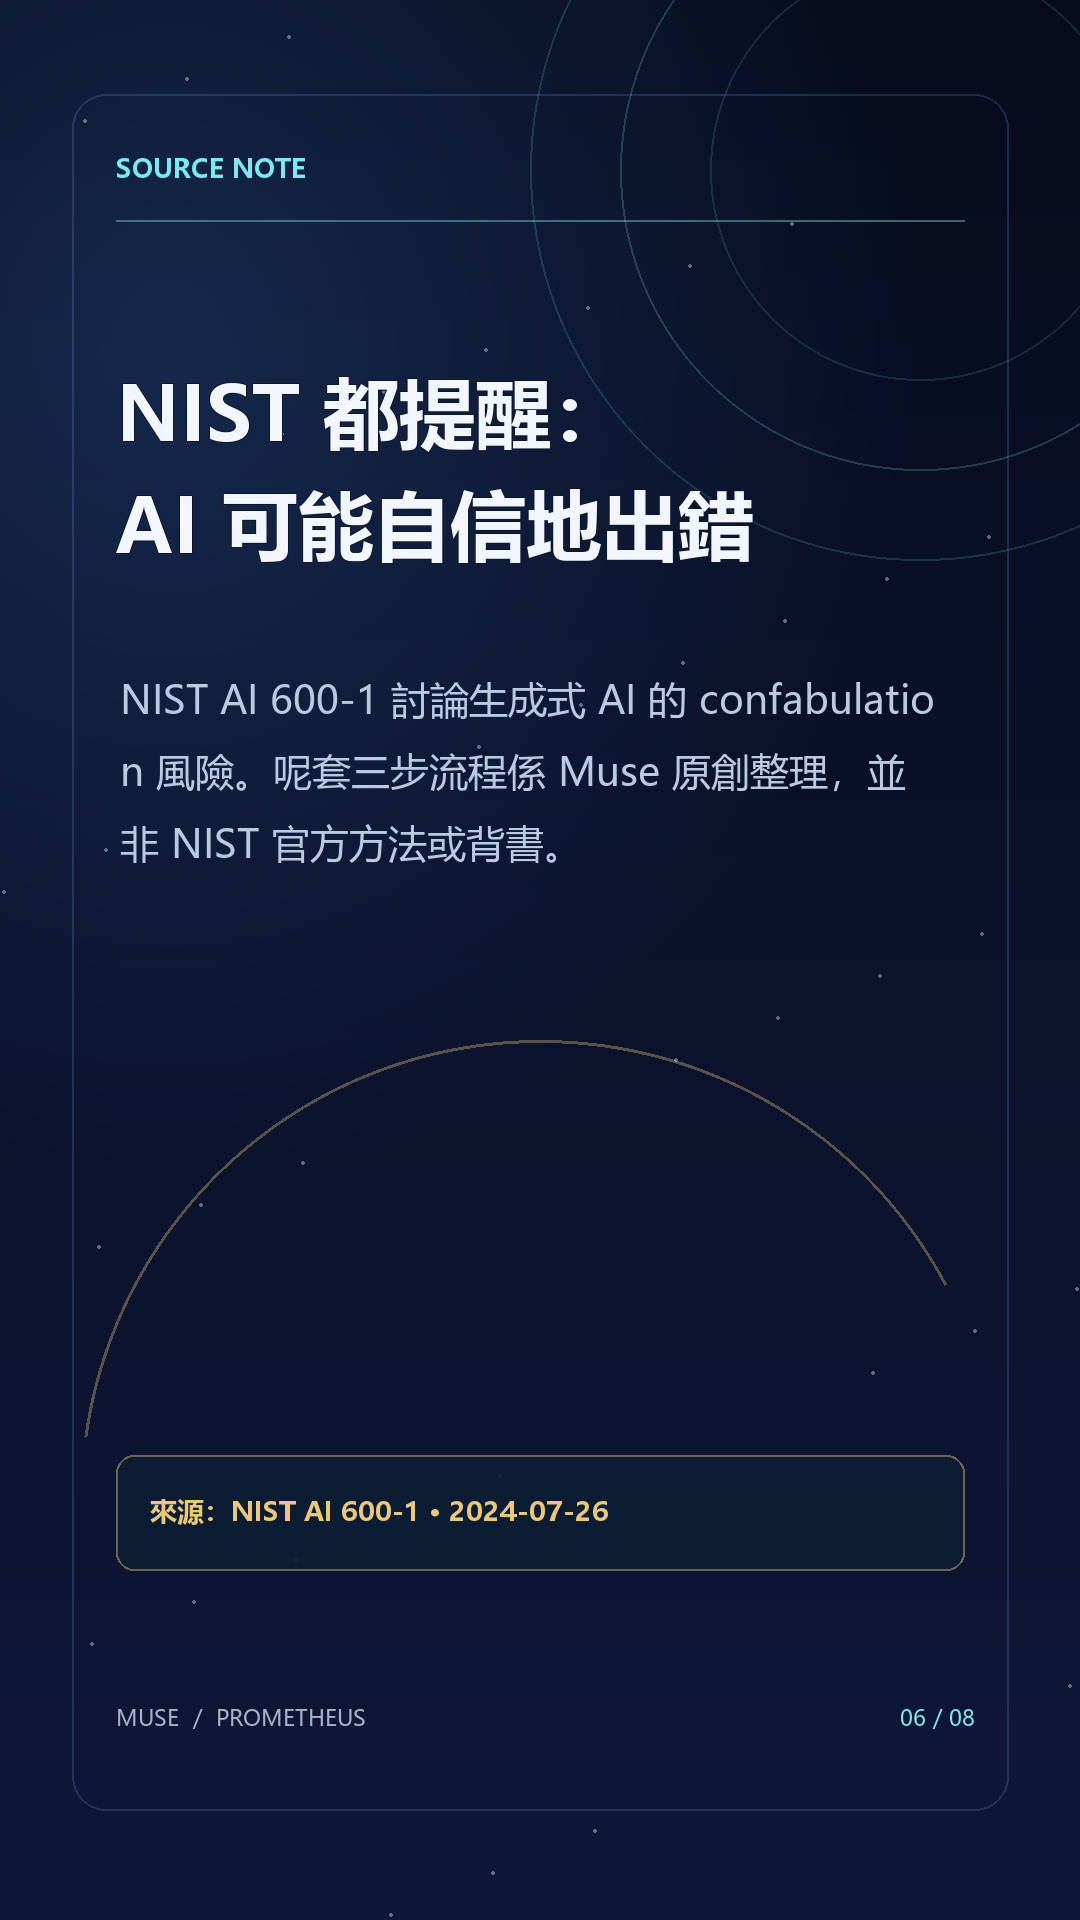 SOURCE NOTE
NIST 都提醒：
AI 可能自信地出錯
NIST AI 600-1 討論生成式 AI 的 confabulatio
n 風險。呢套三步流程係 Muse 原創整理，並
非 NIST 官方方法或背書。
來源：NIST AI 600-1 • 2024-07-26
MUSE / PROMETHEUS
06 / 08